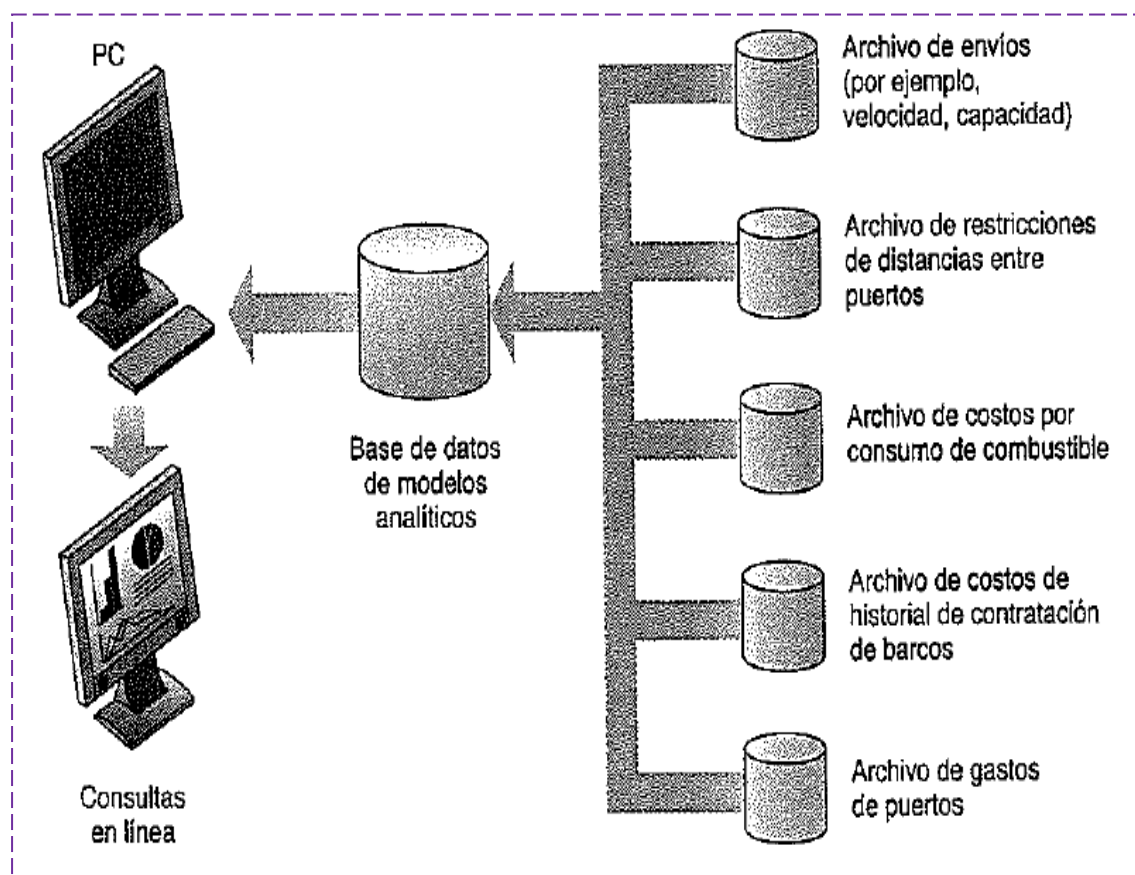 PC
Archivo de envíos
(por ejemplo,
velocidad, capacidad)
Archivo de restricciones
de distancias entre
puertos
Base de datos
de modelos
analíticos
Archivo de costos por
consumo de combustible
Archivo de costos de
historial de contratación
de barcos
Consultas
en línea
Archivo de gastos
de puertos